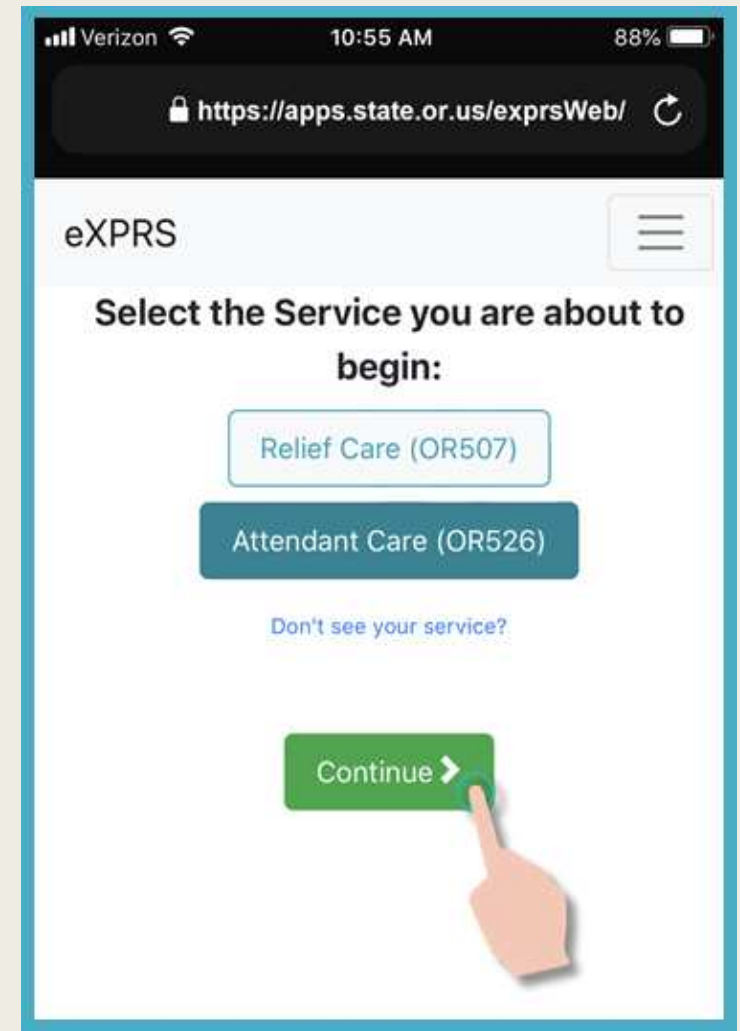 Verizon 10:55 AM 88%
https://apps.state.or.us/exprsWeb/
eXPRS
Select the Service you are about to
begin:
Relief Care (OR507)
Attendant Care (OR526)
Don't see your service?
Continue